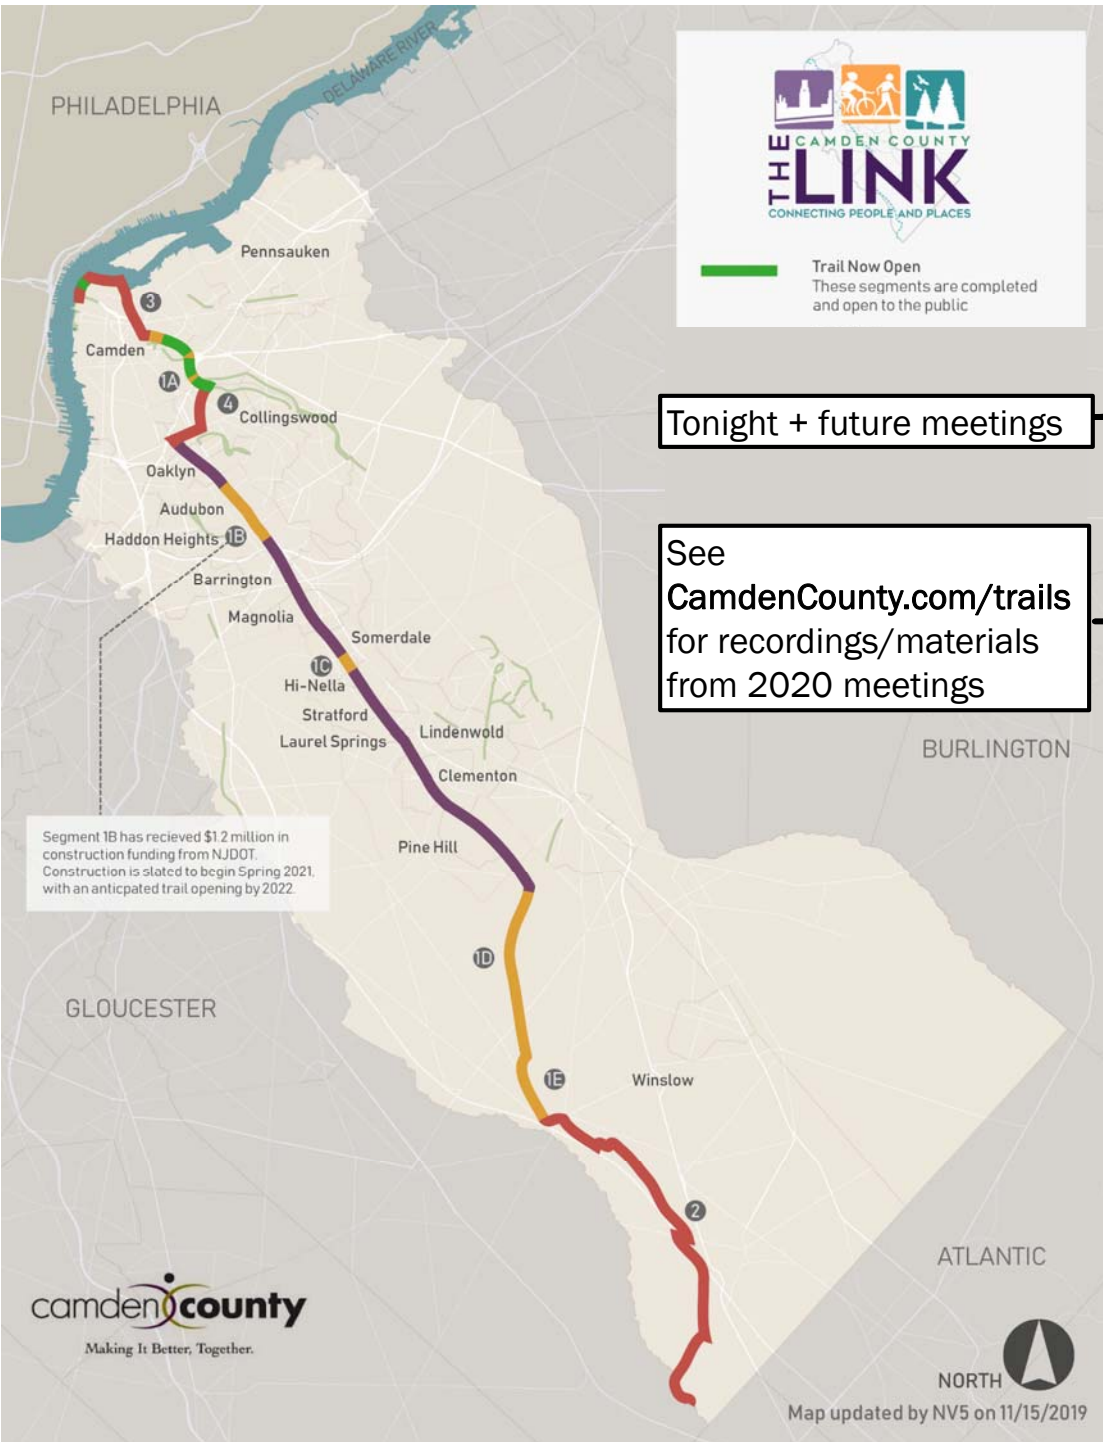 DELAWARE RIVER
PHILADELPHIA
THE
CAMDEN COUNTY
LINK
CONNECTING PEOPLE AND PLACES
Trail Now Open
These segments are completed
and open to the public
Pennsauken
3
Camden
1A
4
Collingswood
Tonight + future meetings
Oaklyn
Audubon
Haddon Heights
1B
Barrington
Magnolia
Somerdale
1C
Hi-Nella
Stratford
Laurel Springs
Lindenwold
Clementon
Pine Hill
See
CamdenCounty.com/trails
for recordings/materials
from 2020 meetings
BURLINGTON
Segment 1B has recieved $1.2 million in
construction funding from NJDOT.
Construction is slated to begin Spring 2021,
with an anticpated trail opening by 2022.
1D
GLOUCESTER
1E
Winslow
2
ATLANTIC
camden county
Making It Better, Together.
NORTH
Map updated by NV5 on 11/15/2019